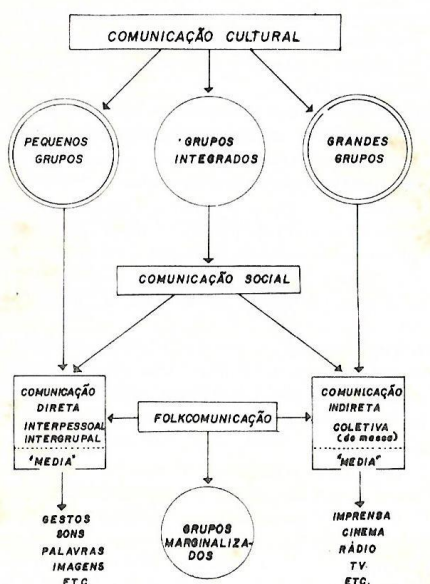 COMUNICAÇÃO CULTURAL
PEQUENOS
GRUPOS
GRUPOS
INTEGRADOS
GRANDES
GRUPOS
COMUNICAÇÃO SOCIAL
COMUNICAÇÃO
DIRETA
INTERPESSOAL
INTERGRUPAL
"MEDIA"
FOLKCOMUNICAÇÃO
COMUNICAÇÃO
INDIRETA
COLETIVA
(de massa)
"MEDIA"
GESTOS
SONS
PALAVRAS
IMAGENS
ETC
GRUPOS
MARGINALIZA-
DOS
IMPRENSA
CINEMA
RÁDIO
TV.
ETC.